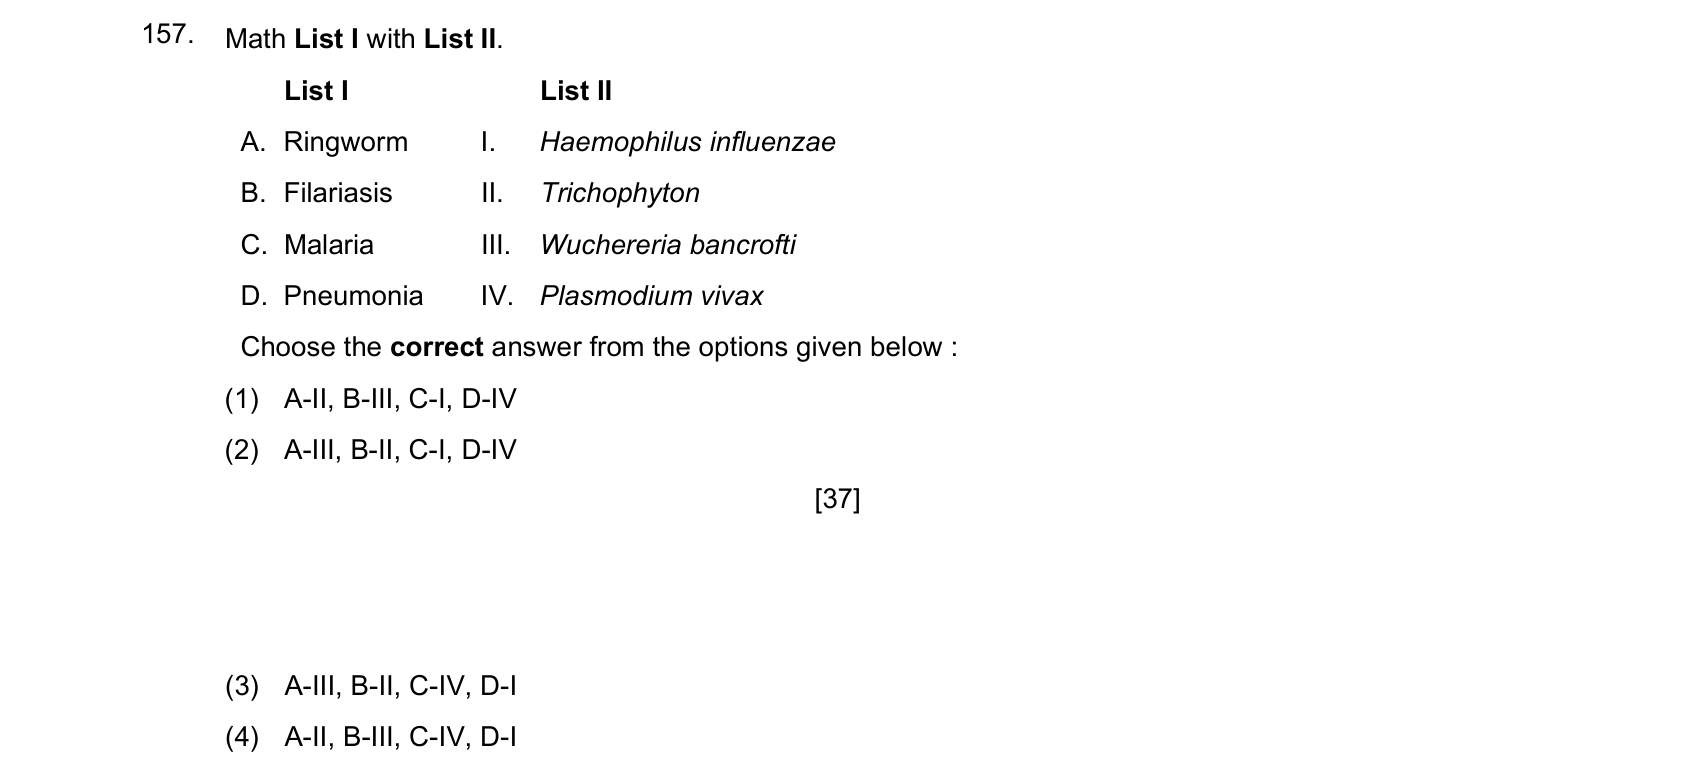 157. Math List I with List II.
List I List II
A. Ringworm I. Haemophilus influenzae
B. Filariasis II. Trichophyton
C. Malaria III. Wuchereria bancrofti
D. Pneumonia IV. Plasmodium vivax
Choose the correct answer from the options given below :
(1) A-II, B-III, C-I, D-IV
(2) A-III, B-II, C-I, D-IV
[37]
(3) A-III, B-II, C-IV, D-I
(4) A-II, B-III, C-IV, D-I